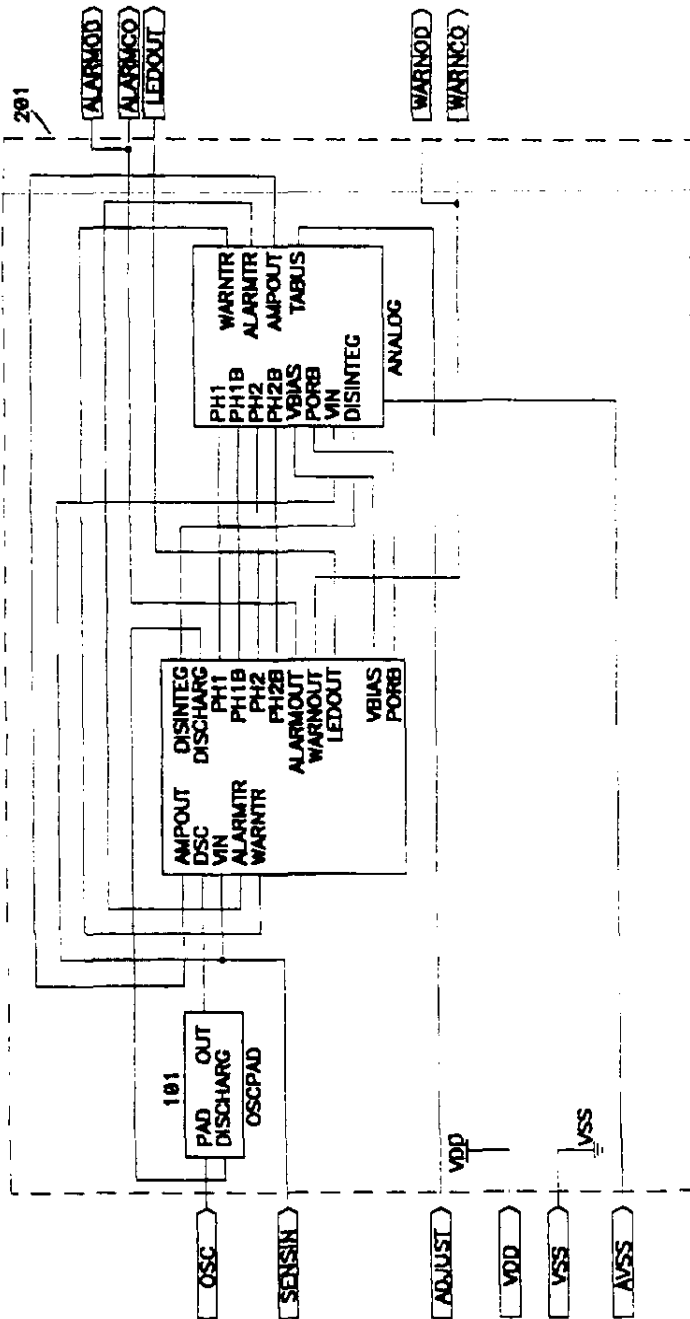 201
ALARMOD
ALARMCO
LEDOUT
WARNOD
WARNCO
OSC
SENSIN
ADJUST
VDD
VSS
AVSS
101
PAD OUT
DISCHARG
OSCPAD
VDD
VSS
AMPOUT
DSC
VIN
ALARMTR
WARNTR
DISINTEG
DISCHARG
PH1
PH1B
PH2
PH2B
ALARMOUT
WARNOUT
LEDOUT
VBIAS
PORB
PH1
PH1B
PH2
PH2B
VBIAS
PORB
VIN
DISINTEG
WARNTR
ALARMTR
AMPOUT
TABUS
ANALOG